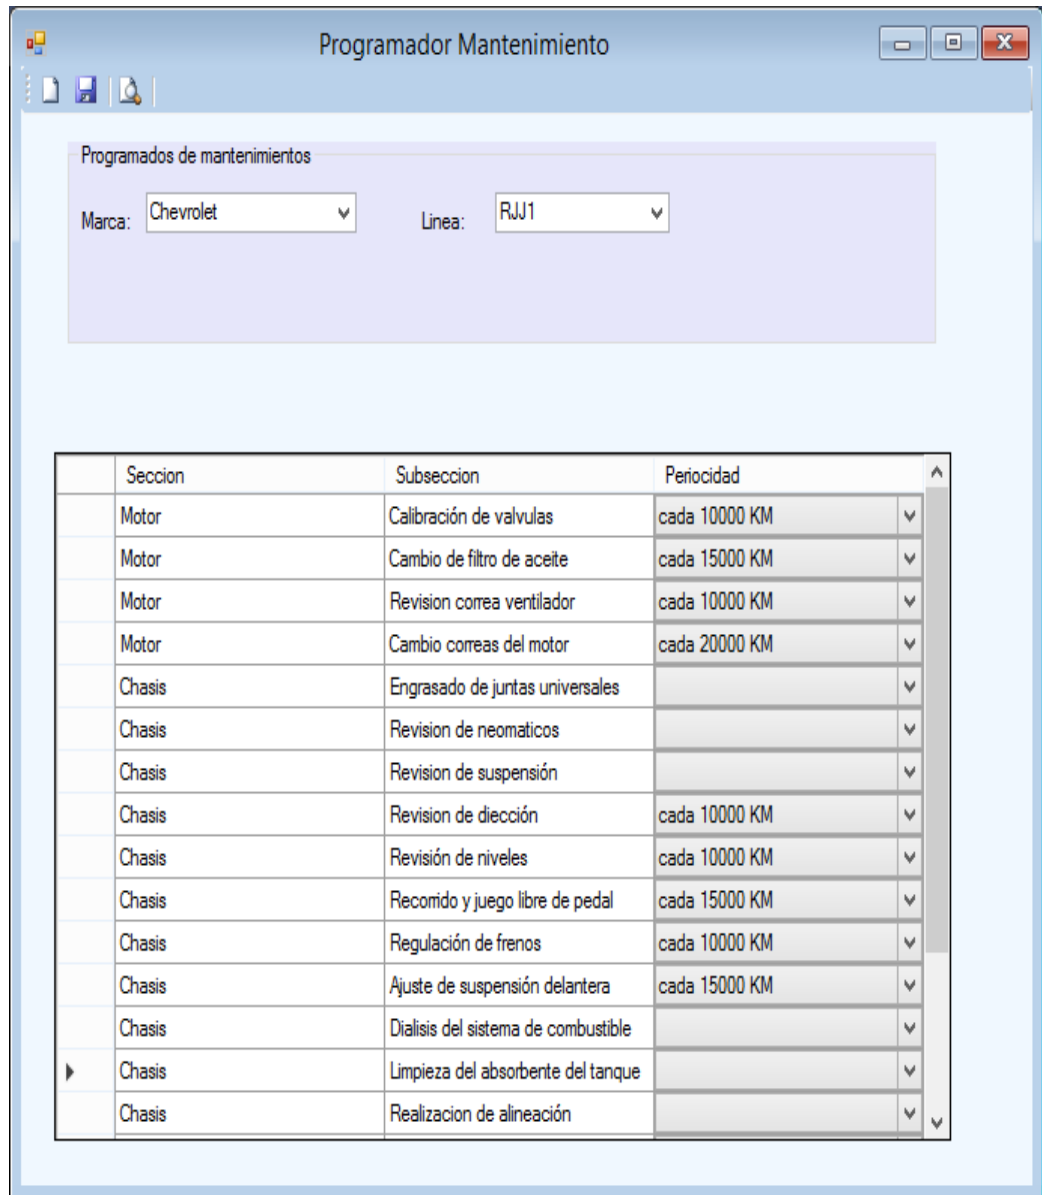 Programador Mantenimiento
Programados de mantenimientos
Marca: Chevrolet Linea: RJJ1
Seccion Subseccion Periocidad
Motor Calibración de valvulas cada 10000 KM
Motor Cambio de filtro de aceite cada 15000 KM
Motor Revision correa ventilador cada 10000 KM
Motor Cambio correas del motor cada 20000 KM
Chasis Engrasado de juntas universales
Chasis Revision de neomaticos
Chasis Revision de suspensión
Chasis Revision de diección cada 10000 KM
Chasis Revisión de niveles cada 10000 KM
Chasis Recorrido y juego libre de pedal cada 15000 KM
Chasis Regulación de frenos cada 10000 KM
Chasis Ajuste de suspensión delantera cada 15000 KM
Chasis Dialisis del sistema de combustible
Chasis Limpieza del absorbente del tanque
Chasis Realizacion de alineación